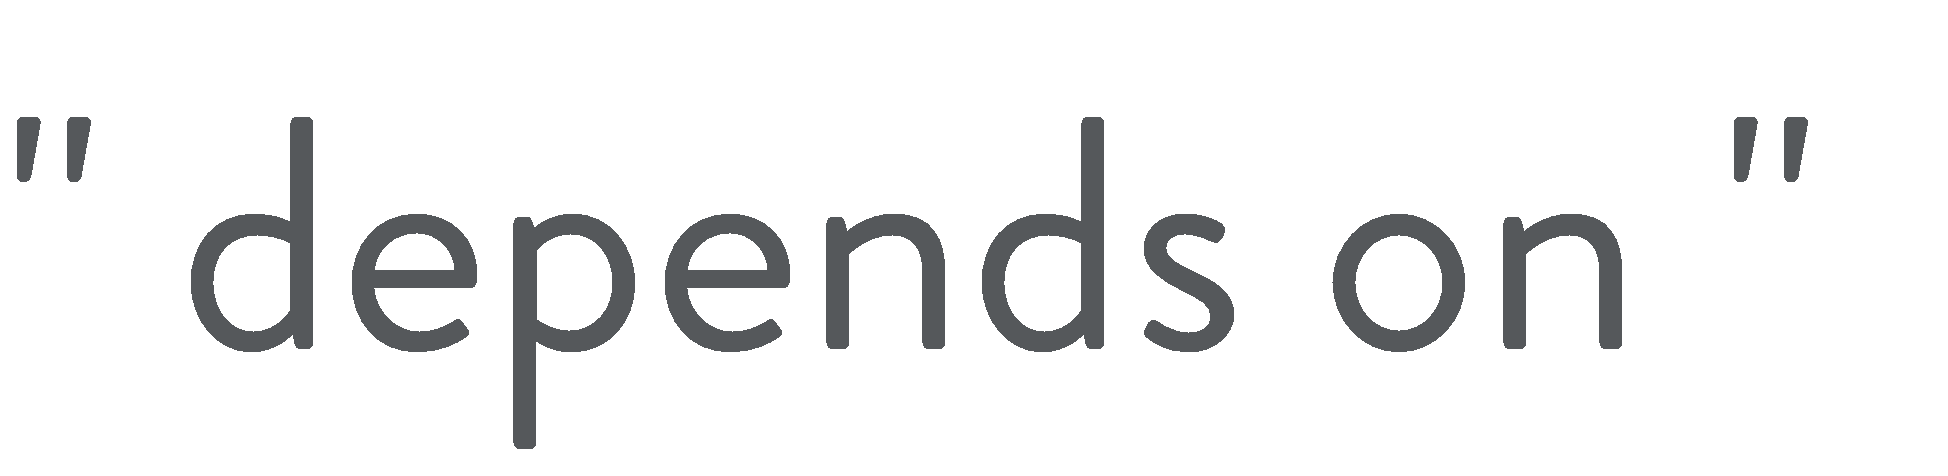 " depends on "